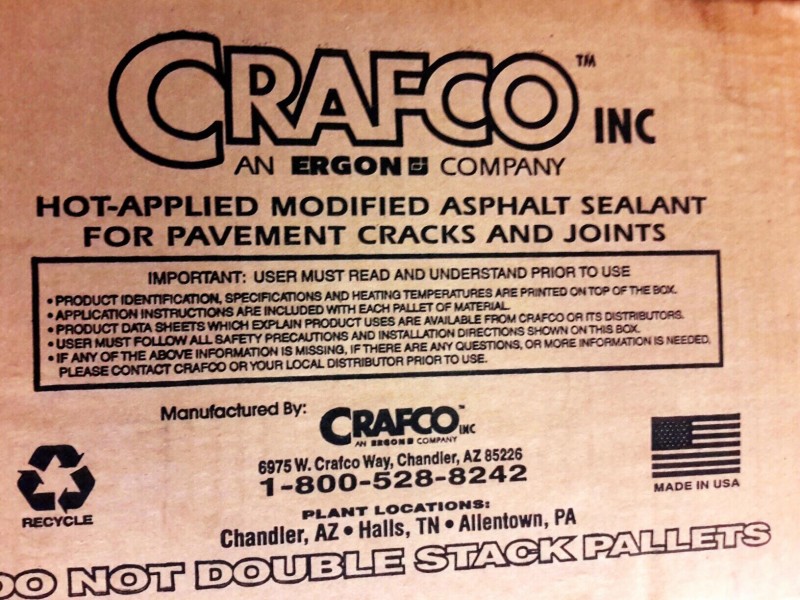 CRAFCO™ INC
AN ERGON COMPANY
HOT-APPLIED MODIFIED ASPHALT SEALANT
FOR PAVEMENT CRACKS AND JOINTS
IMPORTANT: USER MUST READ AND UNDERSTAND PRIOR TO USE
• PRODUCT IDENTIFICATION, SPECIFICATIONS AND HEATING TEMPERATURES ARE PRINTED ON TOP OF THE BOX.
• APPLICATION INSTRUCTIONS ARE INCLUDED WITH EACH PALLET OF MATERIAL.
• PRODUCT DATA SHEETS WHICH EXPLAIN PRODUCT USES ARE AVAILABLE FROM CRAFCO OR ITS DISTRIBUTORS.
• USER MUST FOLLOW ALL SAFETY PRECAUTIONS AND INSTALLATION DIRECTIONS SHOWN ON THIS BOX.
• IF ANY OF THE ABOVE INFORMATION IS MISSING, IF THERE ARE ANY QUESTIONS, OR MORE INFORMATION IS NEEDED,
PLEASE CONTACT CRAFCO OR YOUR LOCAL DISTRIBUTOR PRIOR TO USE.
Manufactured By:
CRAFCO™ INC
AN ERGON COMPANY
6975 W. Crafco Way, Chandler, AZ 85226
1-800-528-8242
RECYCLE
MADE IN USA
PLANT LOCATIONS:
Chandler, AZ • Halls, TN • Allentown, PA
DO NOT DOUBLE STACK PALLETS